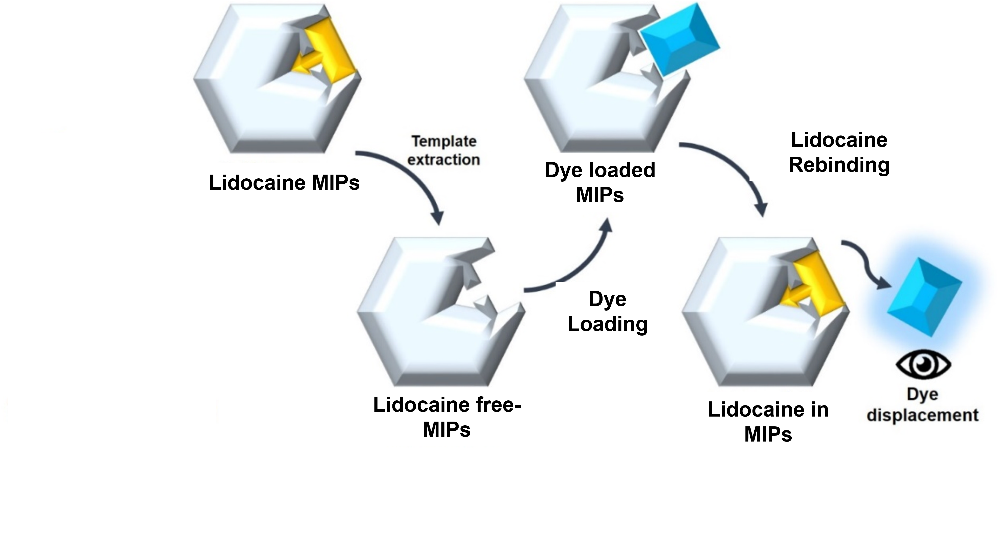 Lidocaine MIPs
Template
extraction
Lidocaine free-
MIPs
Dye
Loading
Dye loaded
MIPs
Lidocaine
Rebinding
Lidocaine in
MIPs
Dye
displacement